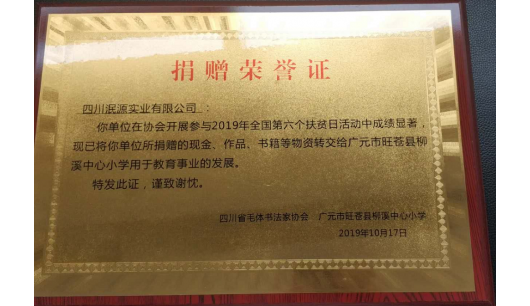 捐赠荣誉证
四川泯源实业有限公司：
你单位在协会开展参与2019年全国第六个扶贫日活动中成绩显著，
现已将你单位所捐赠的现金、作品、书籍等物资转交给广元市旺苍县柳
溪中心小学用于教育事业的发展。
特发此证，谨致谢忱。
四川省毛体书法家协会 广元市旺苍县柳溪中心小学
2019年10月17日